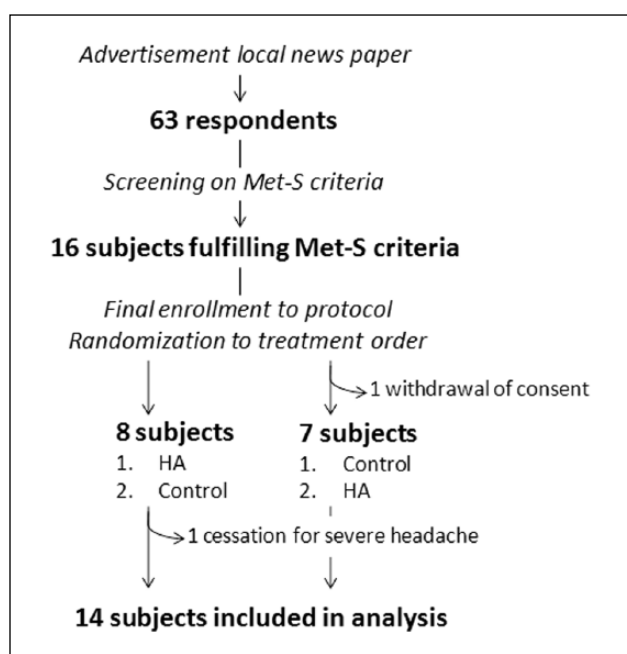 Advertisement local news paper
63 respondents
Screening on Met-S criteria
16 subjects fulfilling Met-S criteria
Final enrollment to protocol
Randomization to treatment order
1 withdrawal of consent
8 subjects
1. HA
2. Control
7 subjects
1. Control
2. HA
1 cessation for severe headache
14 subjects included in analysis